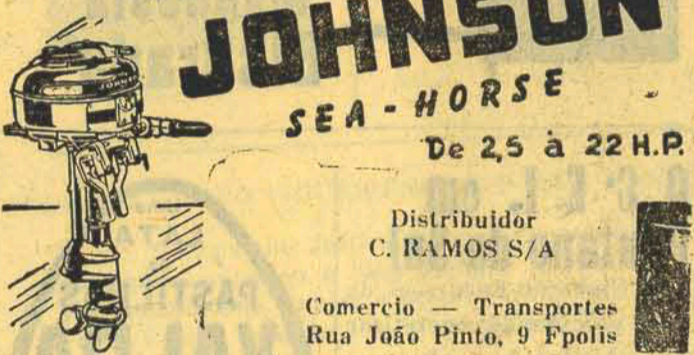 JOHNSON
SEA-HORSE
De 2,5 à 22 H.P.
Distribuidor
C. RAMOS S/A
Comercio — Transportes
Rua João Pinto, 9 Fpolis